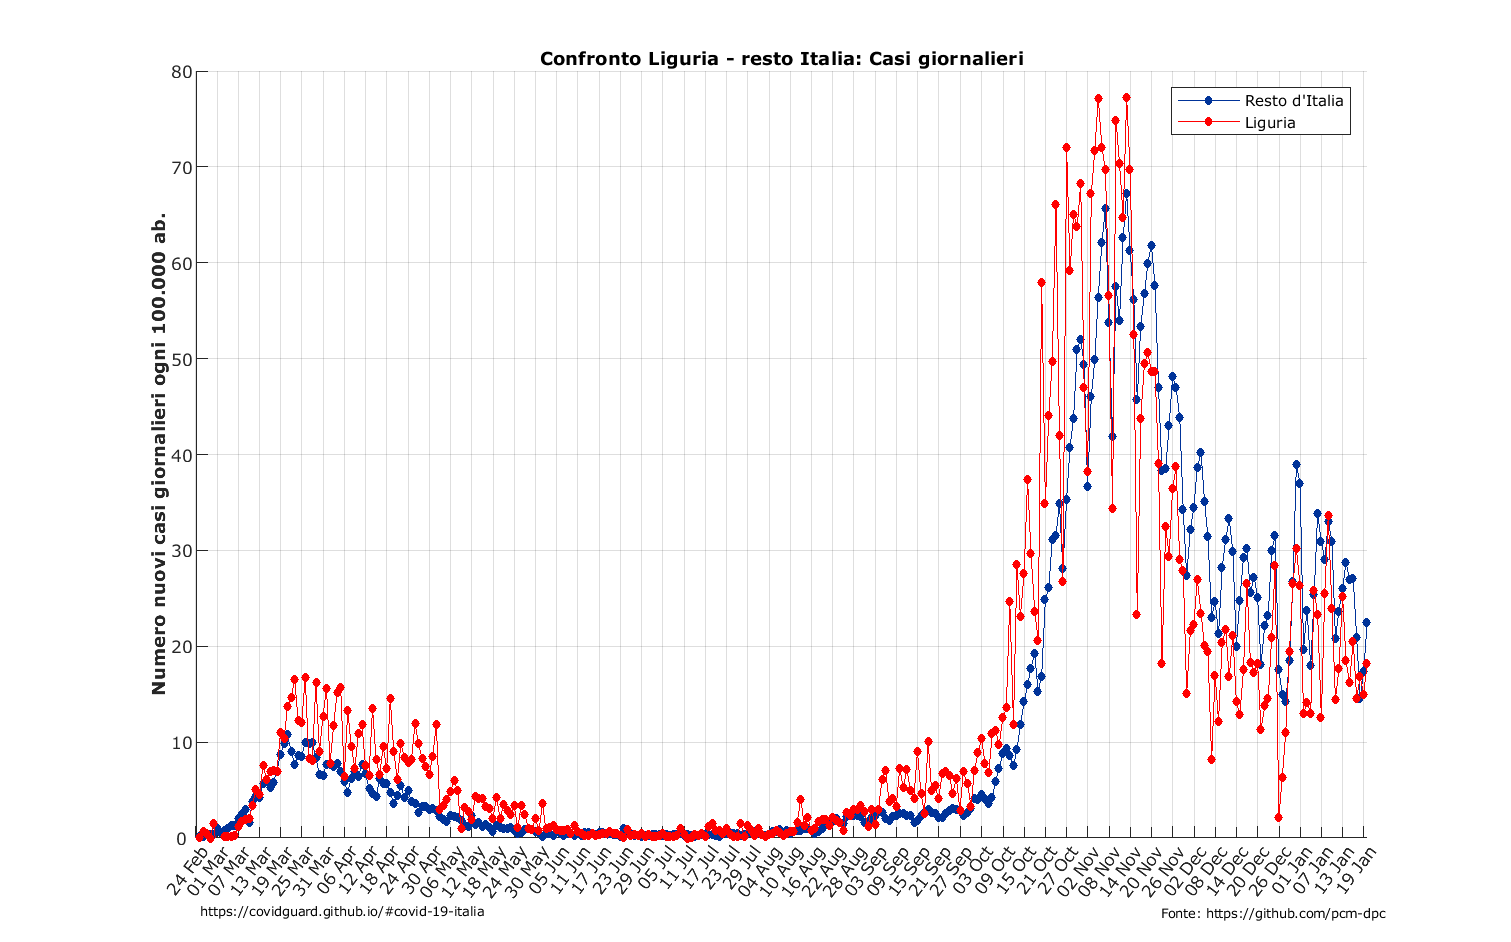 Confronto Liguria - resto Italia: Casi giornalieri
Numero nuovi casi giornalieri ogni 100.000 ab.
80
70
60
50
40
30
20
10
0
Resto d'Italia
Liguria
24 Feb
01 Mar
07 Mar
13 Mar
19 Mar
25 Mar
31 Mar
06 Apr
12 Apr
18 Apr
24 Apr
30 Apr
06 May
12 May
18 May
24 May
30 May
05 Jun
11 Jun
17 Jun
23 Jun
29 Jun
05 Jul
11 Jul
17 Jul
23 Jul
29 Jul
04 Aug
10 Aug
16 Aug
22 Aug
28 Aug
03 Sep
09 Sep
15 Sep
21 Sep
27 Sep
03 Oct
09 Oct
15 Oct
21 Oct
27 Oct
02 Nov
08 Nov
14 Nov
20 Nov
26 Nov
02 Dec
08 Dec
14 Dec
20 Dec
26 Dec
01 Jan
07 Jan
13 Jan
19 Jan
https://covidguard.github.io/#covid-19-italia
Fonte: https://github.com/pcm-dpc